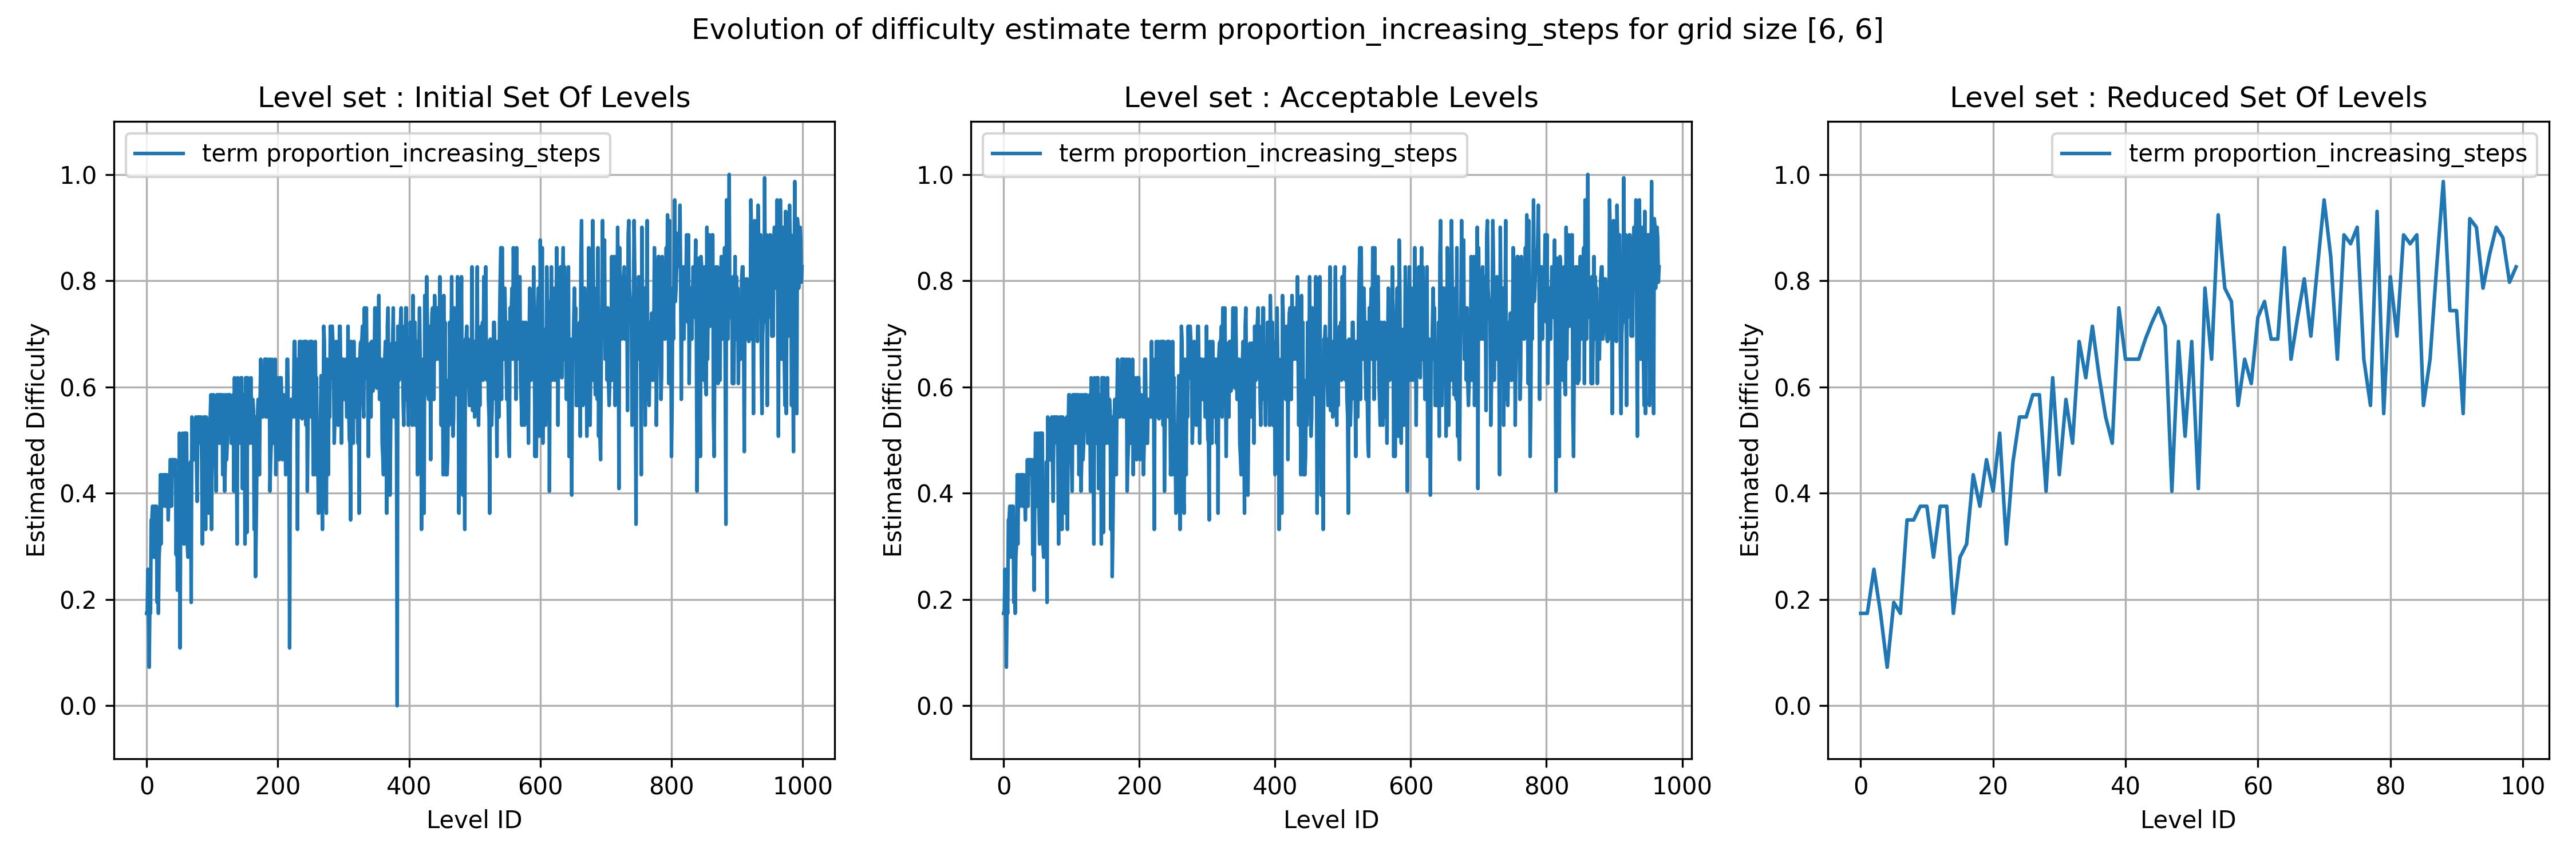 Evolution of difficulty estimate term proportion_increasing_steps for grid size [6, 6]
Level set : Initial Set Of Levels
term proportion_increasing_steps
1.0
0.8
0.6
0.4
0.2
0.0
Estimated Difficulty
0 200 400 600 800 1000
Level ID
Level set : Acceptable Levels
term proportion_increasing_steps
1.0
0.8
0.6
0.4
0.2
0.0
Estimated Difficulty
0 200 400 600 800 1000
Level ID
Level set : Reduced Set Of Levels
term proportion_increasing_steps
1.0
0.8
0.6
0.4
0.2
0.0
Estimated Difficulty
0 20 40 60 80 100
Level ID